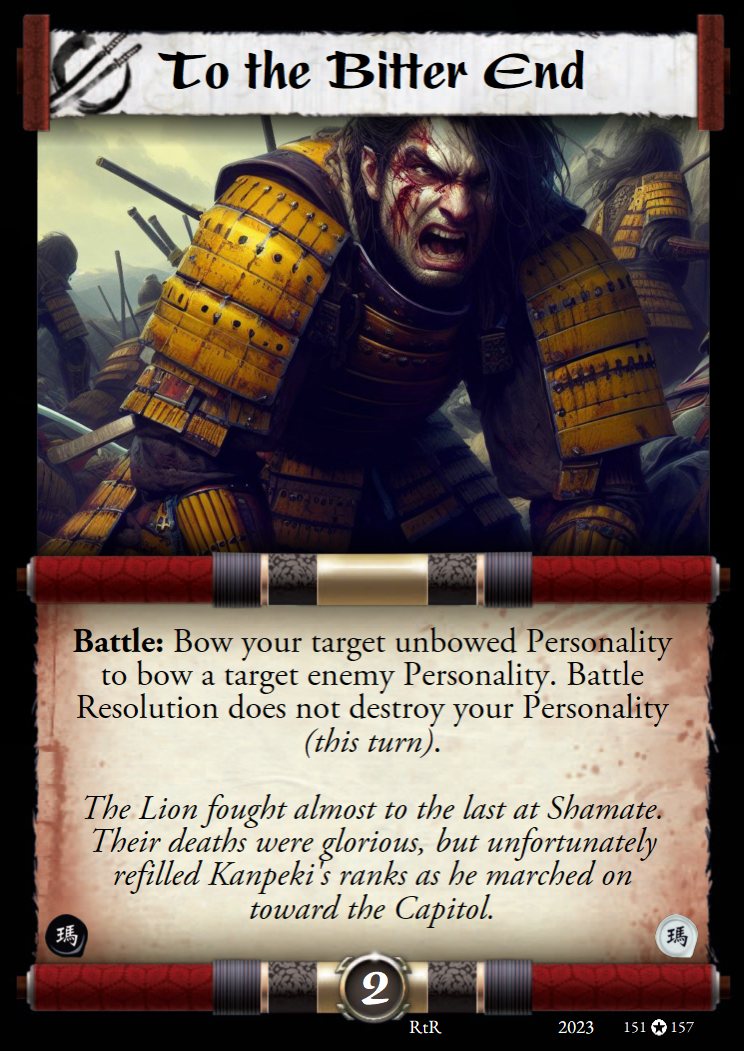 To the Bitter End
Battle: Bow your target unbowed Personality
to bow a target enemy Personality. Battle
Resolution does not destroy your Personality
(this turn).
The Lion fought almost to the last at Shamate.
Their deaths were glorious, but unfortunately
refilled Kanpeki's ranks as he marched on
toward the Capitol.
瑪 瑪
2
RtR 2023 151 ✪ 157